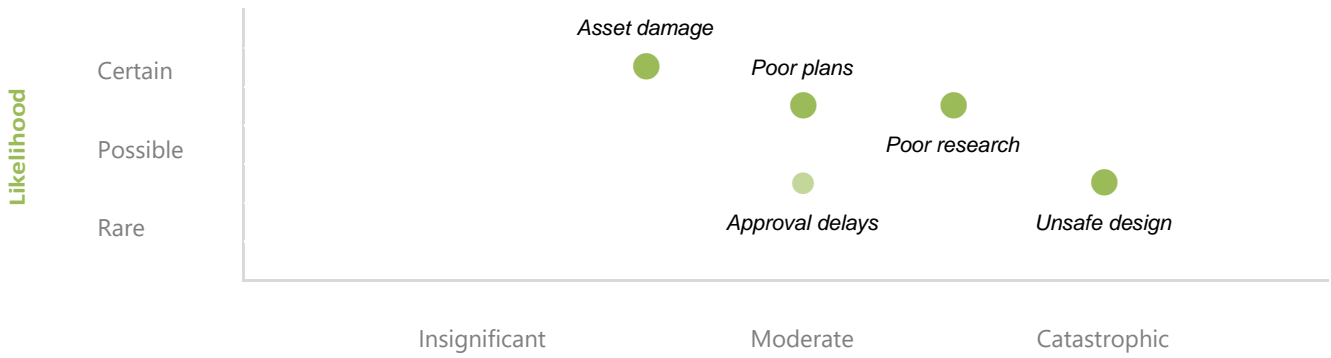 Asset damage
Certain
Poor plans
Likelihood
Possible
Poor research
Rare
Approval delays
Unsafe design
Insignificant
Moderate
Catastrophic